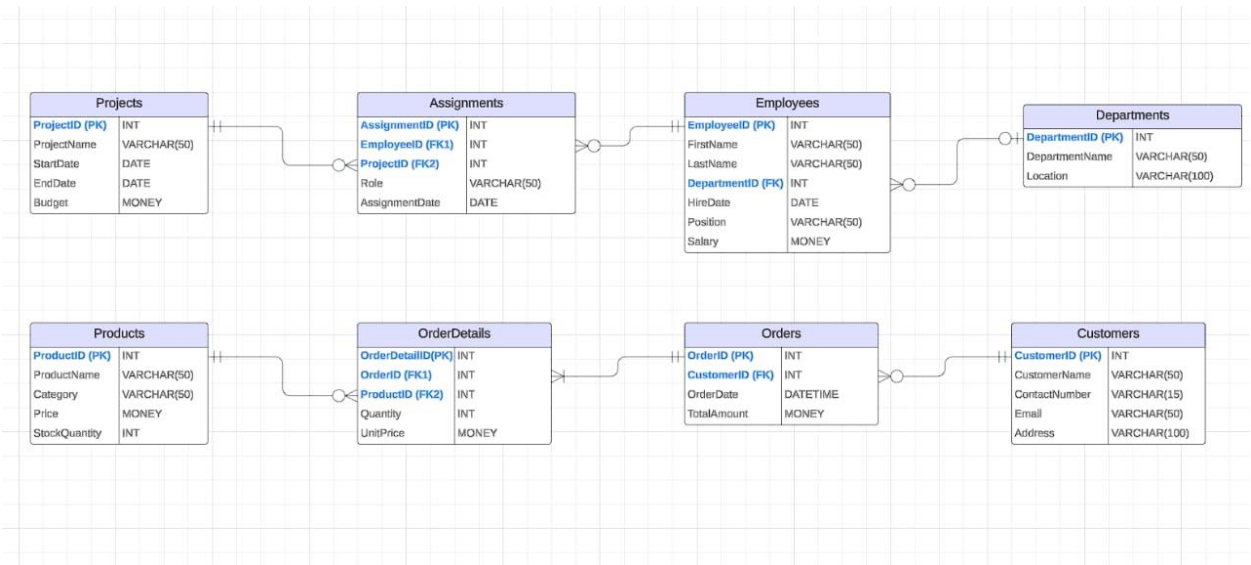 Projects
ProjectID (PK) INT
ProjectName VARCHAR(50)
StartDate DATE
EndDate DATE
Budget MONEY
Assignments
AssignmentID (PK) INT
EmployeeID (FK1) INT
ProjectID (FK2) INT
Role VARCHAR(50)
AssignmentDate DATE
Employees
EmployeeID (PK) INT
FirstName VARCHAR(50)
LastName VARCHAR(50)
DepartmentID (FK) INT
HireDate DATE
Position VARCHAR(50)
Salary MONEY
Departments
DepartmentID (PK) INT
DepartmentName VARCHAR(50)
Location VARCHAR(100)
Products
ProductID (PK) INT
ProductName VARCHAR(50)
Category VARCHAR(50)
Price MONEY
StockQuantity INT
OrderDetails
OrderDetailID(PK) INT
OrderID (FK1) INT
ProductID (FK2) INT
Quantity INT
UnitPrice MONEY
Orders
OrderID (PK) INT
CustomerID (FK) INT
OrderDate DATETIME
TotalAmount MONEY
Customers
CustomerID (PK) INT
CustomerName VARCHAR(50)
ContactNumber VARCHAR(15)
Email VARCHAR(50)
Address VARCHAR(100)